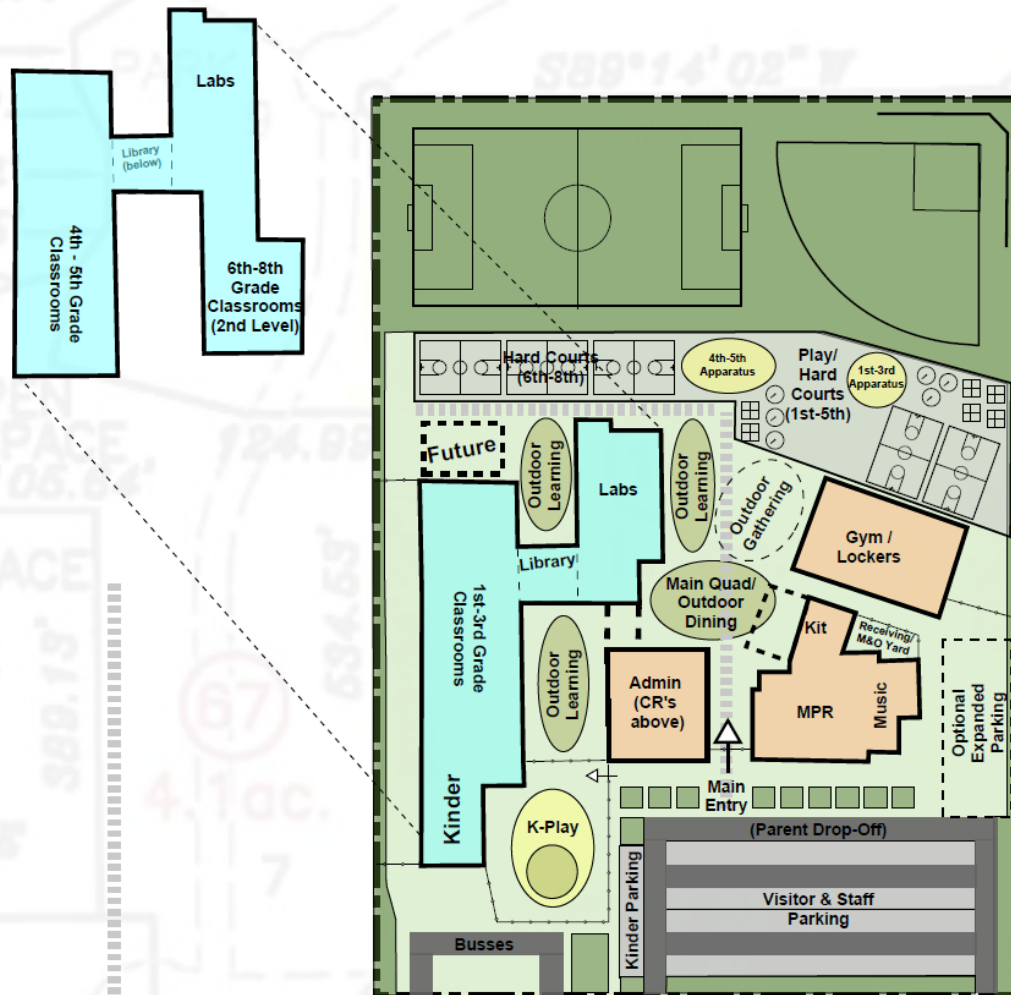 PARK
S89°14'02" W
Labs
Library
(below)
4th - 5th Grade
Classrooms
6th-8th
Grade
Classrooms
(2nd Level)
Hard Courts
(6th-8th)
4th-5th
Apparatus
Play/
Hard
Courts
(1st-5th)
1st-3rd
Apparatus
Future
Outdoor
Learning
Labs
Outdoor
Learning
Outdoor
Gathering
Gym /
Lockers
Library
1st-3rd Grade
Classrooms
Main Quad/
Outdoor
Dining
Kit
Receiving/
M&O Yard
Outdoor
Learning
Admin
(CR's
above)
MPR
Music
Optional
Expanded
Parking
Main
Entry
Kinder
K-Play
(Parent Drop-Off)
Kinder Parking
Visitor & Staff
Parking
Busses
67
4.1ac.
7